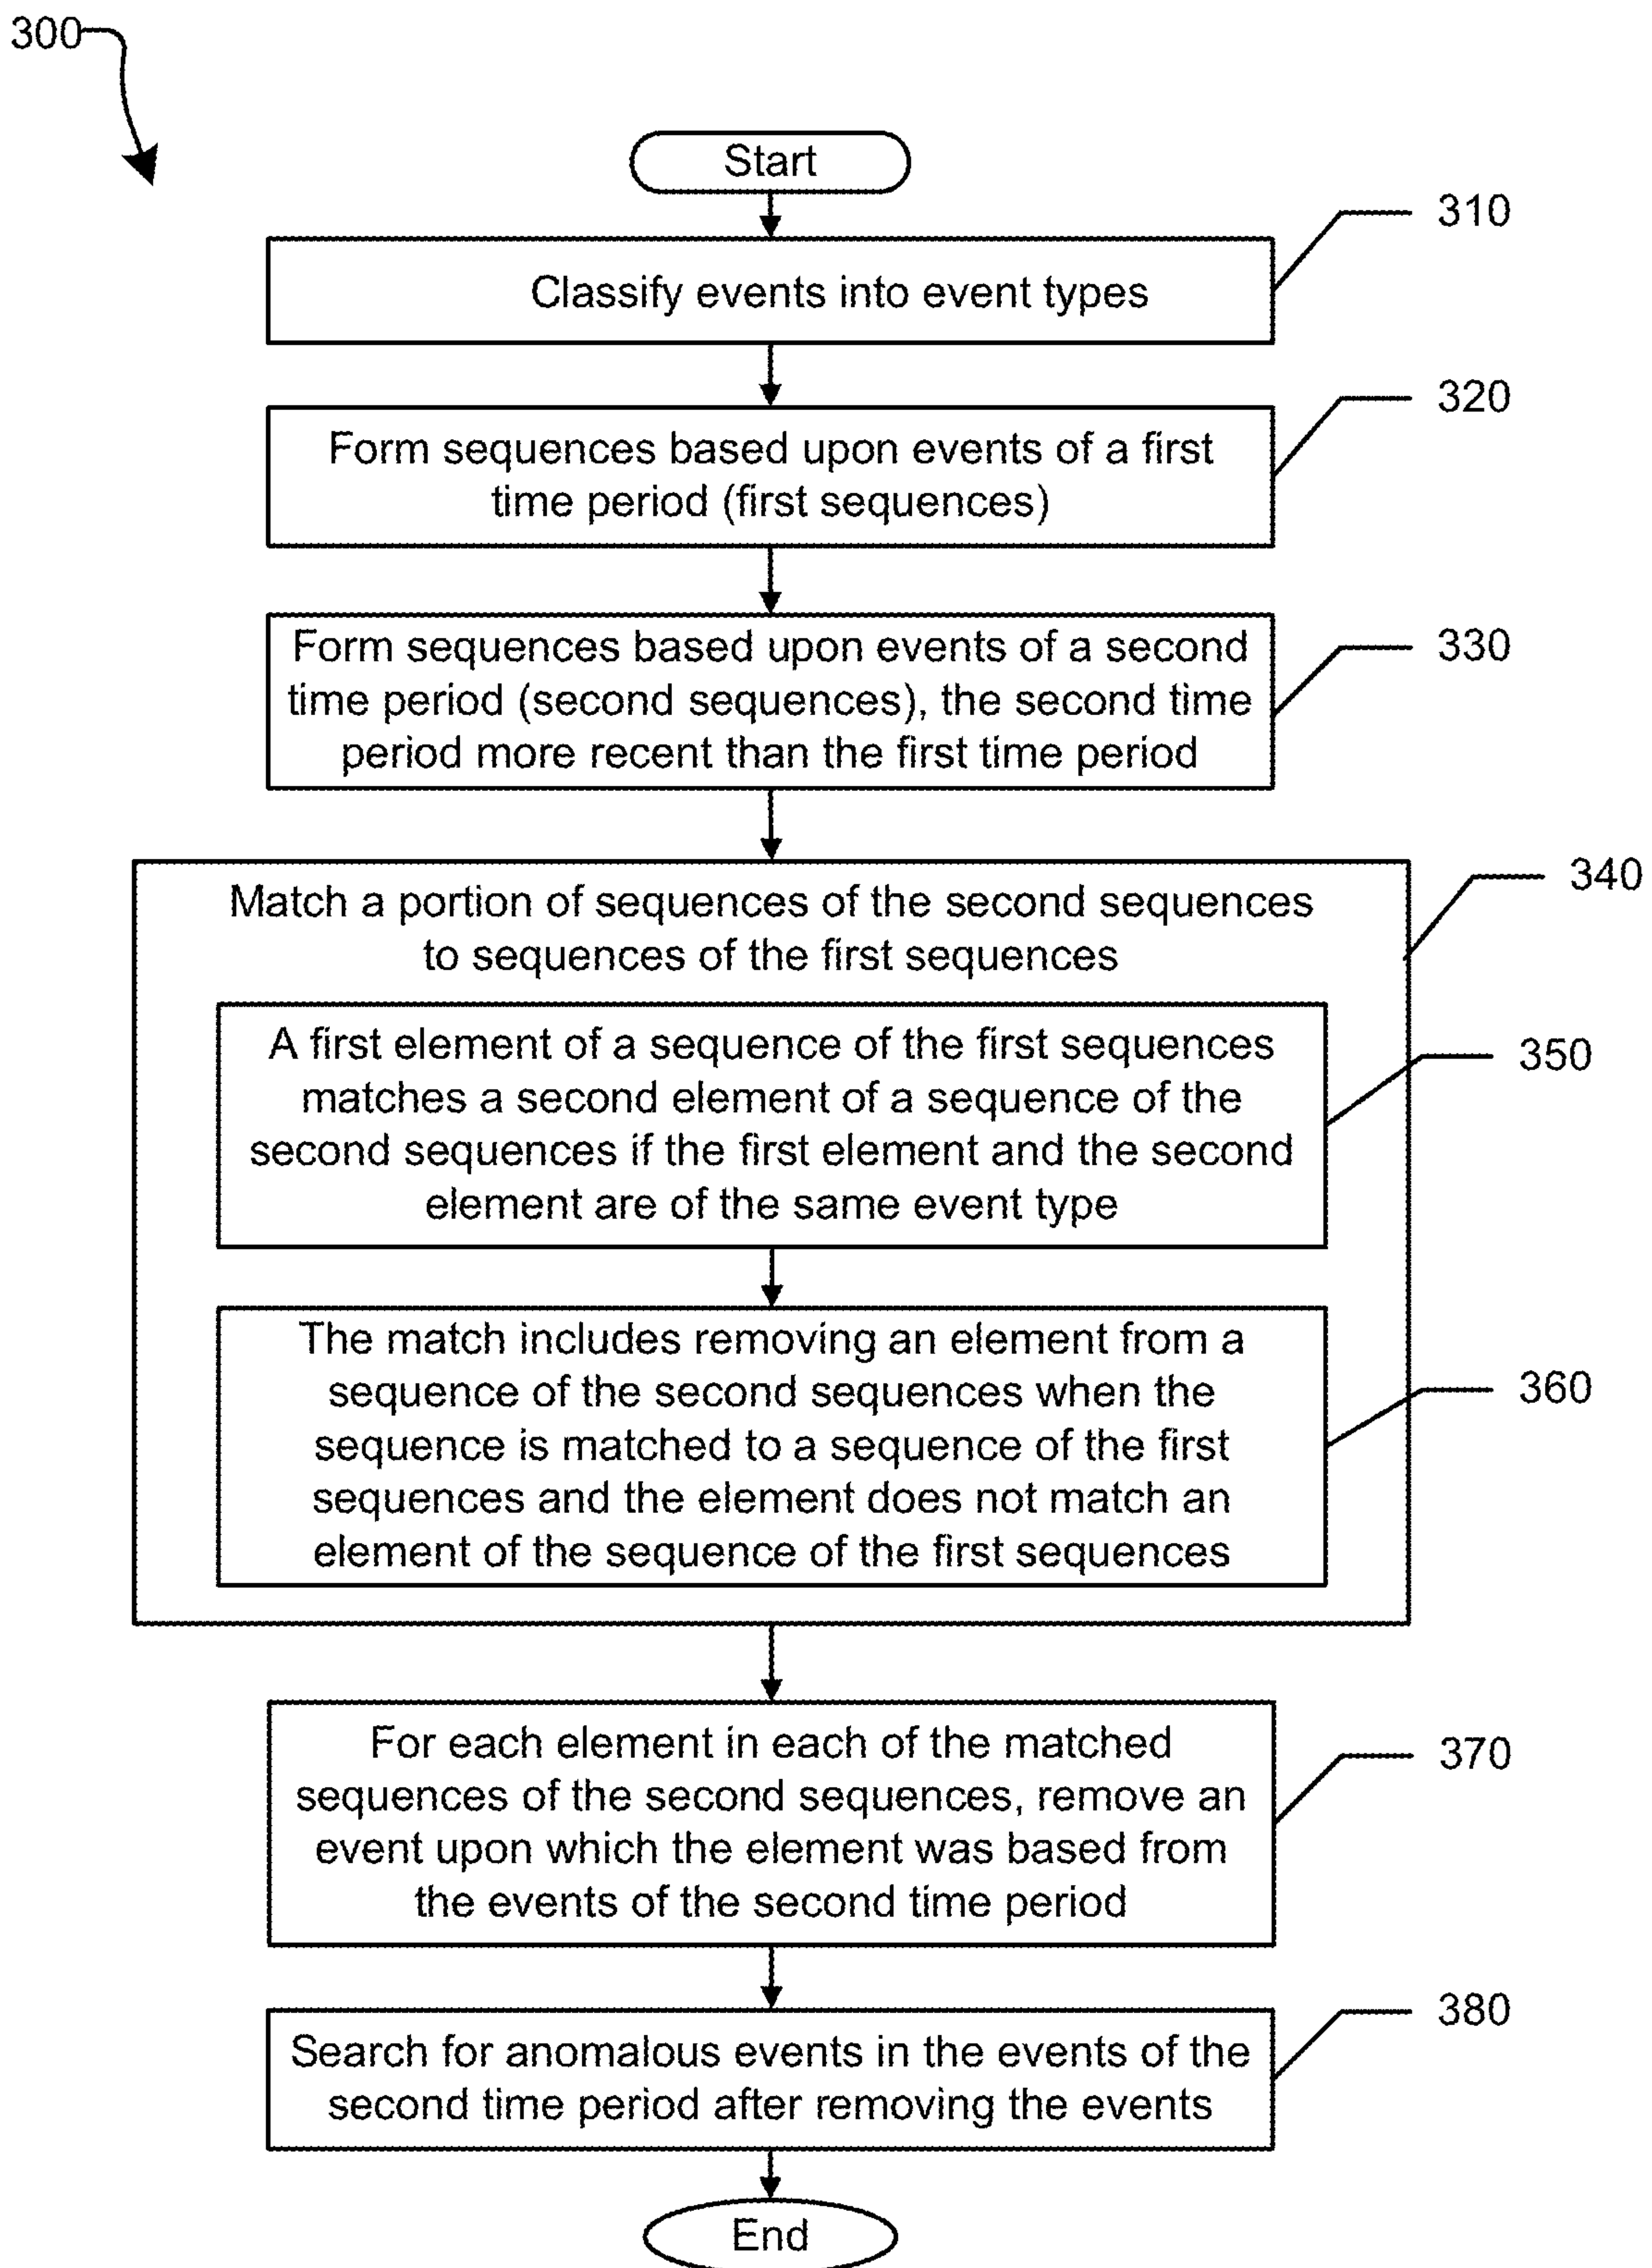 300
Start
310
Classify events into event types
320
Form sequences based upon events of a first
time period (first sequences)
330
Form sequences based upon events of a second
time period (second sequences), the second time
period more recent than the first time period
340
Match a portion of sequences of the second sequences
to sequences of the first sequences
350
A first element of a sequence of the first sequences
matches a second element of a sequence of the
second sequences if the first element and the second
element are of the same event type
360
The match includes removing an element from a
sequence of the second sequences when the
sequence is matched to a sequence of the first
sequences and the element does not match an
element of the sequence of the first sequences
370
For each element in each of the matched
sequences of the second sequences, remove an
event upon which the element was based from
the events of the second time period
380
Search for anomalous events in the events of the
second time period after removing the events
End